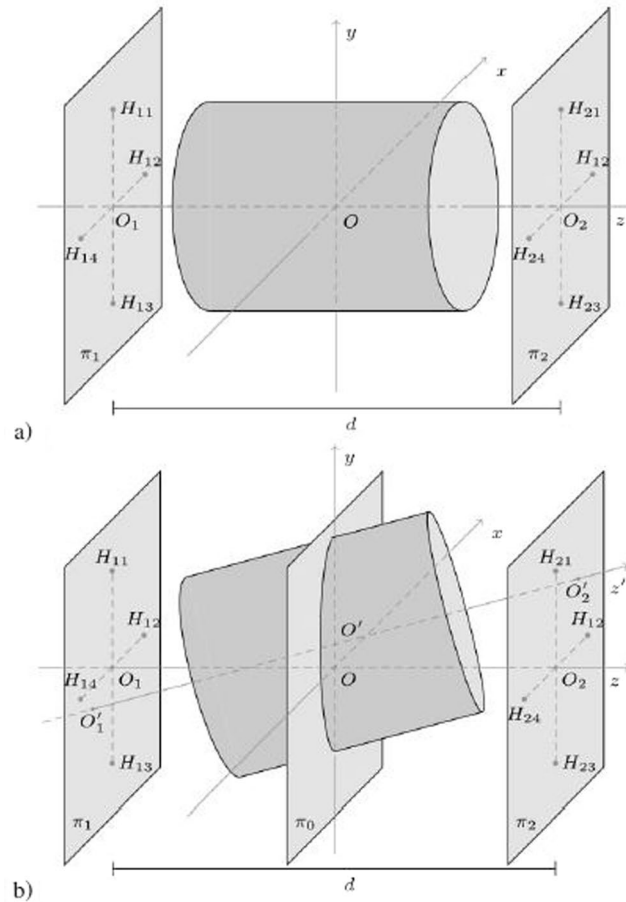 y
x
H₁₁
H₂₁
H₁₂
H₁₂
O₁
O
O₂
z
H₁₄
H₂₄
H₁₃
H₂₃
π₁
π₂
d
a)
y
x
H₁₁
H₂₁
z'
O'₂
H₁₂
O'
H₁₂
H₁₄
O₁
O
O₂
z
O'₁
H₂₄
H₁₃
H₂₃
π₁
π₀
π₂
d
b)